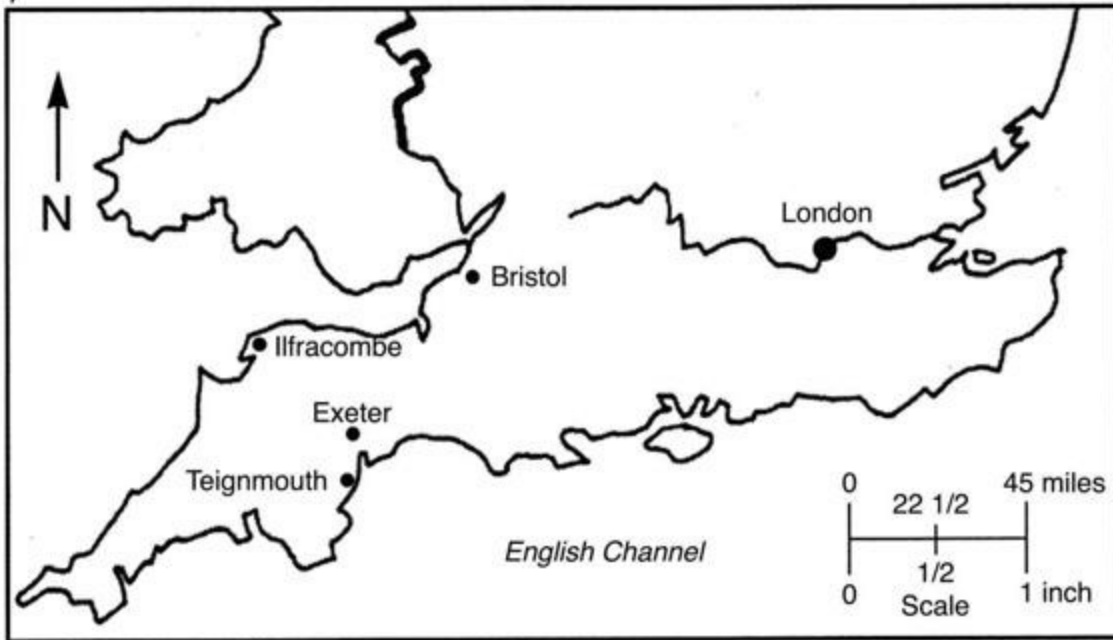 N
London
Bristol
Ilfracombe
Exeter
Teignmouth
0 45 miles
22 1/2
English Channel
1/2
0 1 inch
Scale